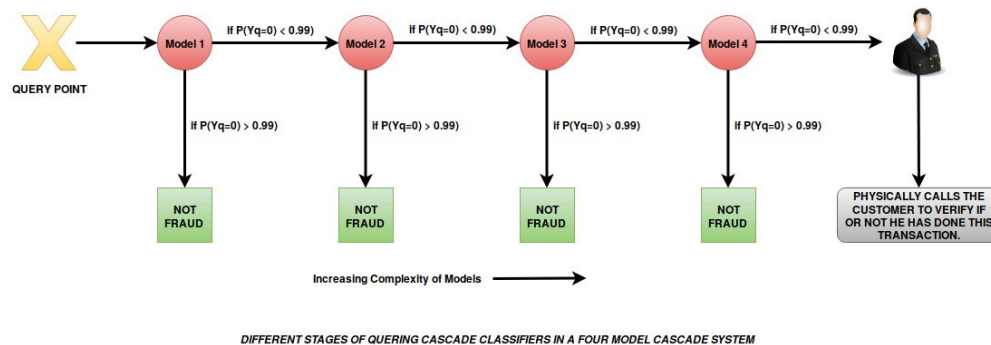 if P(Yq=0) < 0.99)
if P(Yq=0) < 0.99)
if P(Yq=0) < 0.99)
if P(Yq=0) < 0.99)
X
Model 1
Model 2
Model 3
Model 4
QUERY POINT
if P(Yq=0) > 0.99)
if P(Yq=0) > 0.99)
if P(Yq=0) > 0.99)
if P(Yq=0) > 0.99)
NOT
FRAUD
NOT
FRAUD
NOT
FRAUD
NOT
FRAUD
PHYSICALLY CALLS THE
CUSTOMER TO VERIFY IF
OR NOT HE HAS DONE THIS
TRANSACTION.
Increasing Complexity of Models
DIFFERENT STAGES OF QUERING CASCADE CLASSIFIERS IN A FOUR MODEL CASCADE SYSTEM